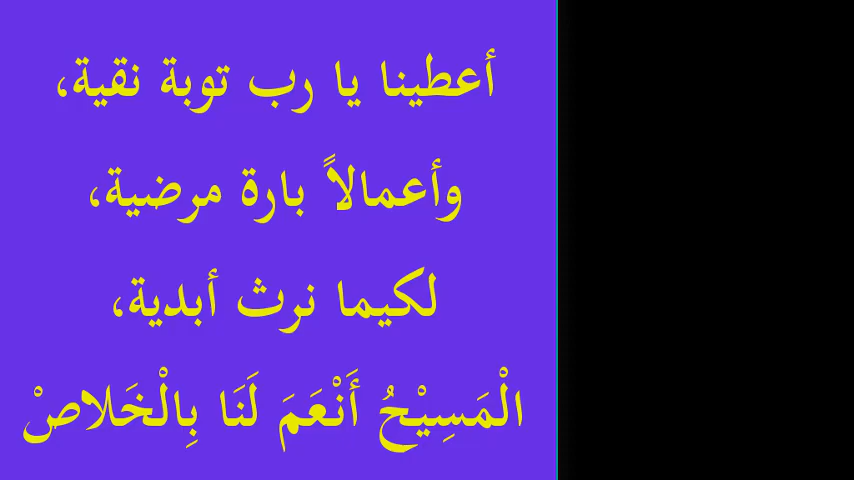 أعطينا يا رب توبة نقية،
وأعمالاً بارة مرضية،
لكيما نرث أبدية،
الْمَسِيْحُ أَنْعَمَ لَنَا بِالْخَلاصْ